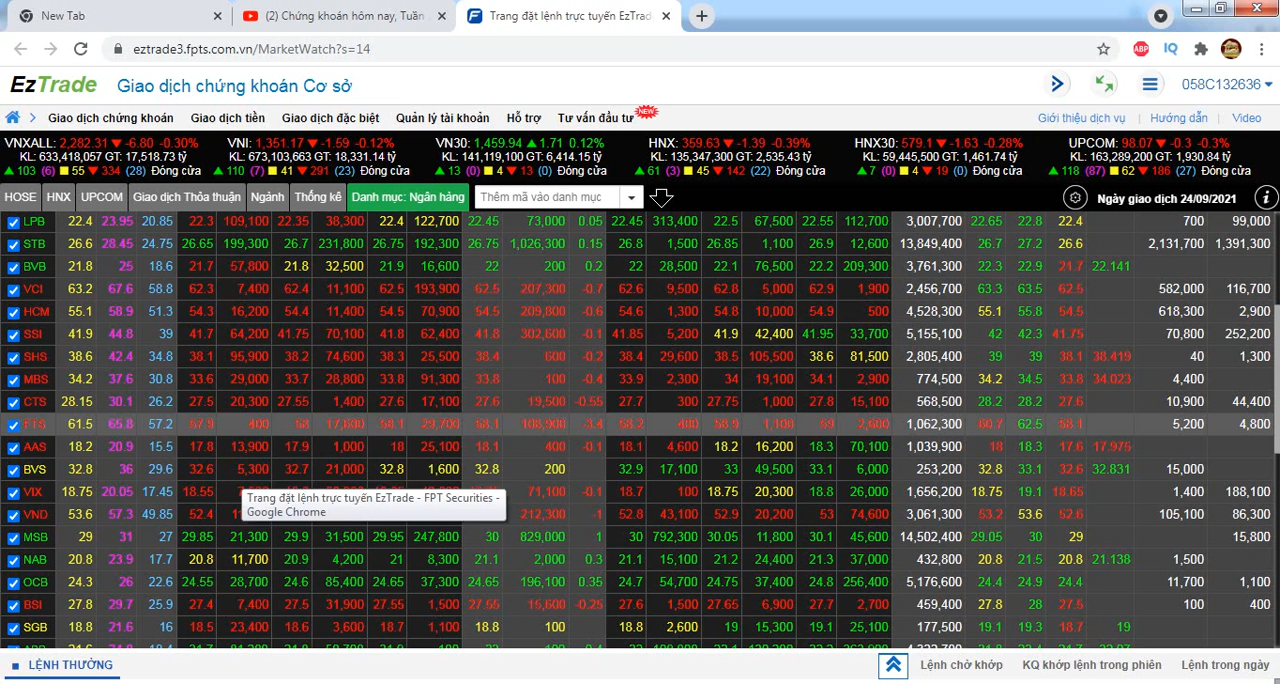 New Tab
(2) Chứng khoán hôm nay, Tuần
Trang đặt lệnh trực tuyến EzTrad
eztrade3.fpts.com.vn/MarketWatch?s=14
ABP IQ
EzTrade Giao dịch chứng khoán Cơ sở 058C132636
Giao dịch chứng khoán Giao dịch tiền Giao dịch đặc biệt Quản lý tài khoản Hỗ trợ Tư vấn đầu tư NEW Giới thiệu dịch vụ Hướng dẫn Video
VNXALL: 2,282.31 ▼ -6.80 -0.30% VNI: 1,351.17 ▼ -1.59 -0.12% VN30: 1,459.94 ▲ 1.71 0.12% HNX: 359.63 ▼ -1.39 -0.39% HNX30: 579.1 ▼ -1.63 -0.28% UPCOM: 98.07 ▼ -0.3 -0.3%
KL: 633,418,057 GT: 17,518.73 tỷ KL: 673,103,663 GT: 18,331.14 tỷ KL: 141,119,100 GT: 6,414.15 tỷ KL: 135,347,300 GT: 2,535.43 tỷ KL: 59,445,500 GT: 1,461.74 tỷ KL: 163,289,200 GT: 1,930.84 tỷ
▲ 103 (6) ■ 55 ▼ 334 (28) Đóng cửa ▲ 110 (7) ■ 41 ▼ 291 (23) Đóng cửa ▲ 13 (0) ■ 4 ▼ 13 (0) Đóng cửa ▲ 61 (3) ■ 45 ▼ 142 (22) Đóng cửa ▲ 7 (0) ■ 4 ▼ 19 (0) Đóng cửa ▲ 118 (87) ■ 62 ▼ 186 (27) Đóng cửa
HOSE HNX UPCOM Giao dịch Thỏa thuận Ngành Thống kê Danh mục: Ngân hàng Thêm mã vào danh mục Ngày giao dịch 24/09/2021
LPB 22.4 23.95 20.85 22.3 109,100 22.35 38,300 22.4 122,700 22.45 73,000 0.05 22.45 313,400 22.5 67,500 22.55 112,700 3,007,700 22.65 22.8 22.4 700 99,000
STB 26.6 28.45 24.75 26.65 199,300 26.7 231,800 26.75 192,300 26.75 1,026,300 0.15 26.8 1,500 26.85 1,100 26.9 12,600 13,849,400 26.7 27.2 26.6 2,131,700 1,391,300
BVB 21.8 25 18.6 21.7 57,800 21.8 32,500 21.9 16,600 22 200 0.2 22 28,500 22.1 76,500 22.2 209,300 3,761,300 22.3 22.9 21.7 22.141
VCI 63.2 67.6 58.8 62.3 7,400 62.4 11,100 62.5 193,900 62.5 207,300 -0.7 62.6 9,500 62.8 5,000 62.9 1,900 2,456,700 63.3 63.5 62.5 582,000 116,700
HCM 55.1 58.9 51.3 54.3 16,200 54.4 11,400 54.5 70,900 54.5 209,800 -0.6 54.6 1,300 54.8 10,000 54.9 500 4,528,300 55.1 55.8 54.5 618,300 2,900
SSI 41.9 44.8 39 41.7 64,200 41.75 70,100 41.8 62,400 41.8 302,600 -0.1 41.85 5,200 41.9 42,400 41.95 33,700 5,155,100 42 42.3 41.75 70,800 252,200
SHS 38.6 42.4 34.8 38.1 95,900 38.2 74,600 38.3 25,500 38.4 600 -0.2 38.4 29,600 38.5 105,500 38.6 81,500 2,805,400 39 39 38.1 38.419 40 1,300
MBS 34.2 37.6 30.8 33.6 29,000 33.7 28,800 33.8 91,300 33.8 100 -0.4 33.9 2,300 34 19,100 34.1 2,900 774,500 34.2 34.5 33.8 34.023 4,400
CTS 28.15 30.1 26.2 27.5 20,300 27.55 1,400 27.6 17,100 27.6 19,500 -0.55 27.7 300 27.75 1,000 27.8 15,100 568,500 28.2 28.2 27.6 10,900 44,400
FTS 61.5 65.8 57.2 57.9 400 58 17,600 58.1 29,700 58.1 108,900 -3.4 58.2 400 58.9 1,100 59 2,600 1,062,300 60.7 62.5 58.1 5,200 4,800
AAS 18.2 20.9 15.5 17.8 13,900 17.9 1,000 18 25,100 18.1 400 -0.1 18.1 4,600 18.2 16,200 18.3 70,100 1,039,900 18 18.3 17.6 17.975
BVS 32.8 36 29.6 32.6 5,300 32.7 21,000 32.8 1,600 32.8 200 32.9 17,100 33 49,500 33.1 6,000 253,200 32.8 33.1 32.6 32.831 15,000
VIX 18.75 20.05 17.45 18.55 71,100 -0.1 18.7 100 18.75 20,300 18.8 26,000 1,656,200 18.75 19.1 18.65 1,400 188,100
Trang đặt lệnh trực tuyến EzTrade - FPT Securities -
Google Chrome
VND 53.6 57.3 49.85 52.4 212,300 -1 52.8 43,100 52.9 20,200 53 74,600 3,061,300 53.2 53.6 52.6 105,100 86,300
MSB 29 31 27 29.85 21,300 29.9 31,500 29.95 247,800 30 829,000 1 30 792,300 30.05 11,800 30.1 45,600 14,502,400 29.05 30 29 15,800
NAB 20.8 23.9 17.7 20.8 11,700 20.9 4,200 21 8,300 21.1 2,000 0.3 21.1 15,100 21.2 24,400 21.3 37,000 432,800 20.8 21.5 20.8 21.138 1,500
OCB 24.3 26 22.6 24.55 28,700 24.6 85,400 24.65 37,300 24.65 196,100 0.35 24.7 54,700 24.75 37,400 24.8 256,400 5,176,600 24.4 24.9 24.4 11,700 1,100
BSI 27.8 29.7 25.9 27.4 7,400 27.5 31,900 27.55 1,500 27.55 15,600 -0.25 27.6 1,500 27.65 6,900 27.7 2,700 459,400 27.8 28 27.5 100 400
SGB 18.8 21.6 16 18.5 23,400 18.6 3,600 18.7 1,100 18.8 100 18.8 2,600 19 15,300 19.1 25,100 177,500 19.1 19.3 18.7 19
LỆNH THƯỜNG Lệnh chờ khớp KQ khớp lệnh trong phiên Lệnh trong ngày